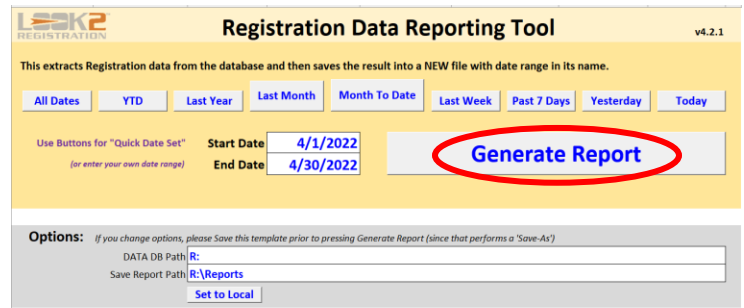 LOOK2
REGISTRATION
Registration Data Reporting Tool
v4.2.1
This extracts Registration data from the database and then saves the result into a NEW file with date range in its name.
All Dates YTD Last Year Last Month Month To Date Last Week Past 7 Days Yesterday Today
Use Buttons for "Quick Date Set" Start Date 4/1/2022
(or enter your own date range) End Date 4/30/2022
Generate Report
Options: If you change options, please Save this template prior to pressing Generate Report (since that performs a 'Save-As')
DATA DB Path R:
Save Report Path R:\Reports
Set to Local